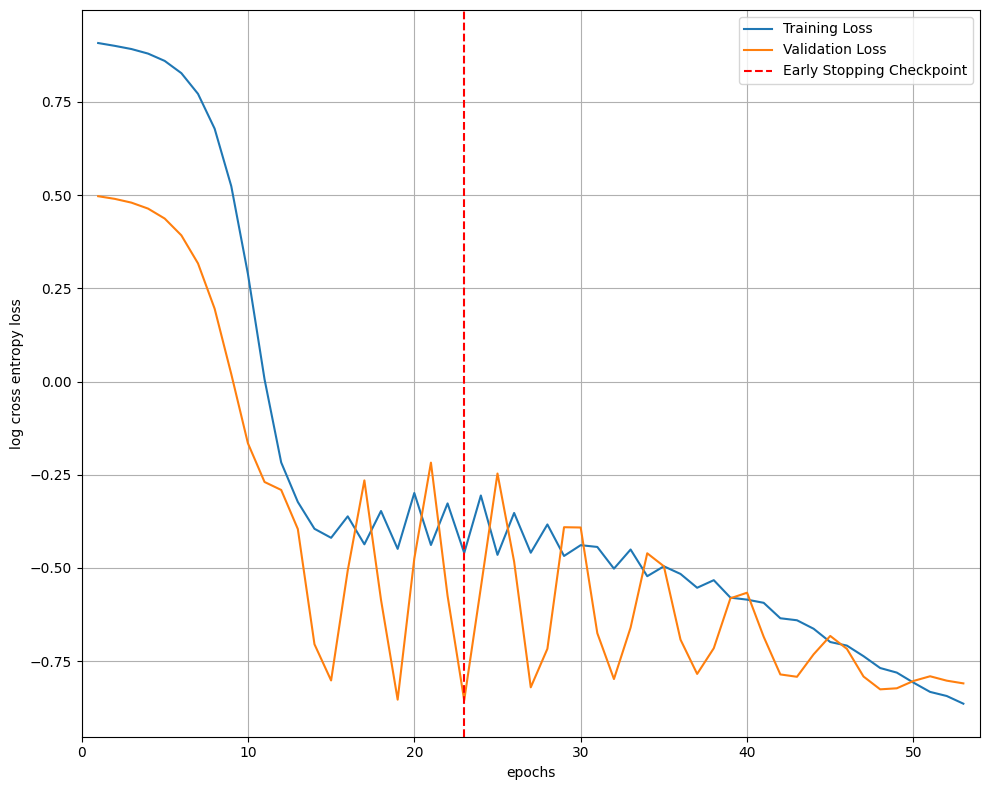 Training Loss
Validation Loss
Early Stopping Checkpoint
0.75
0.50
0.25
0.00
−0.25
−0.50
−0.75
log cross entropy loss
0 10 20 30 40 50
epochs